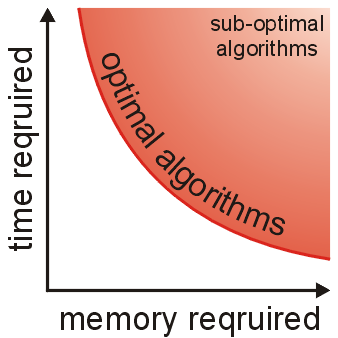 sub-optimal
algorithms
optimal algorithms
time reqruired
memory reqruired